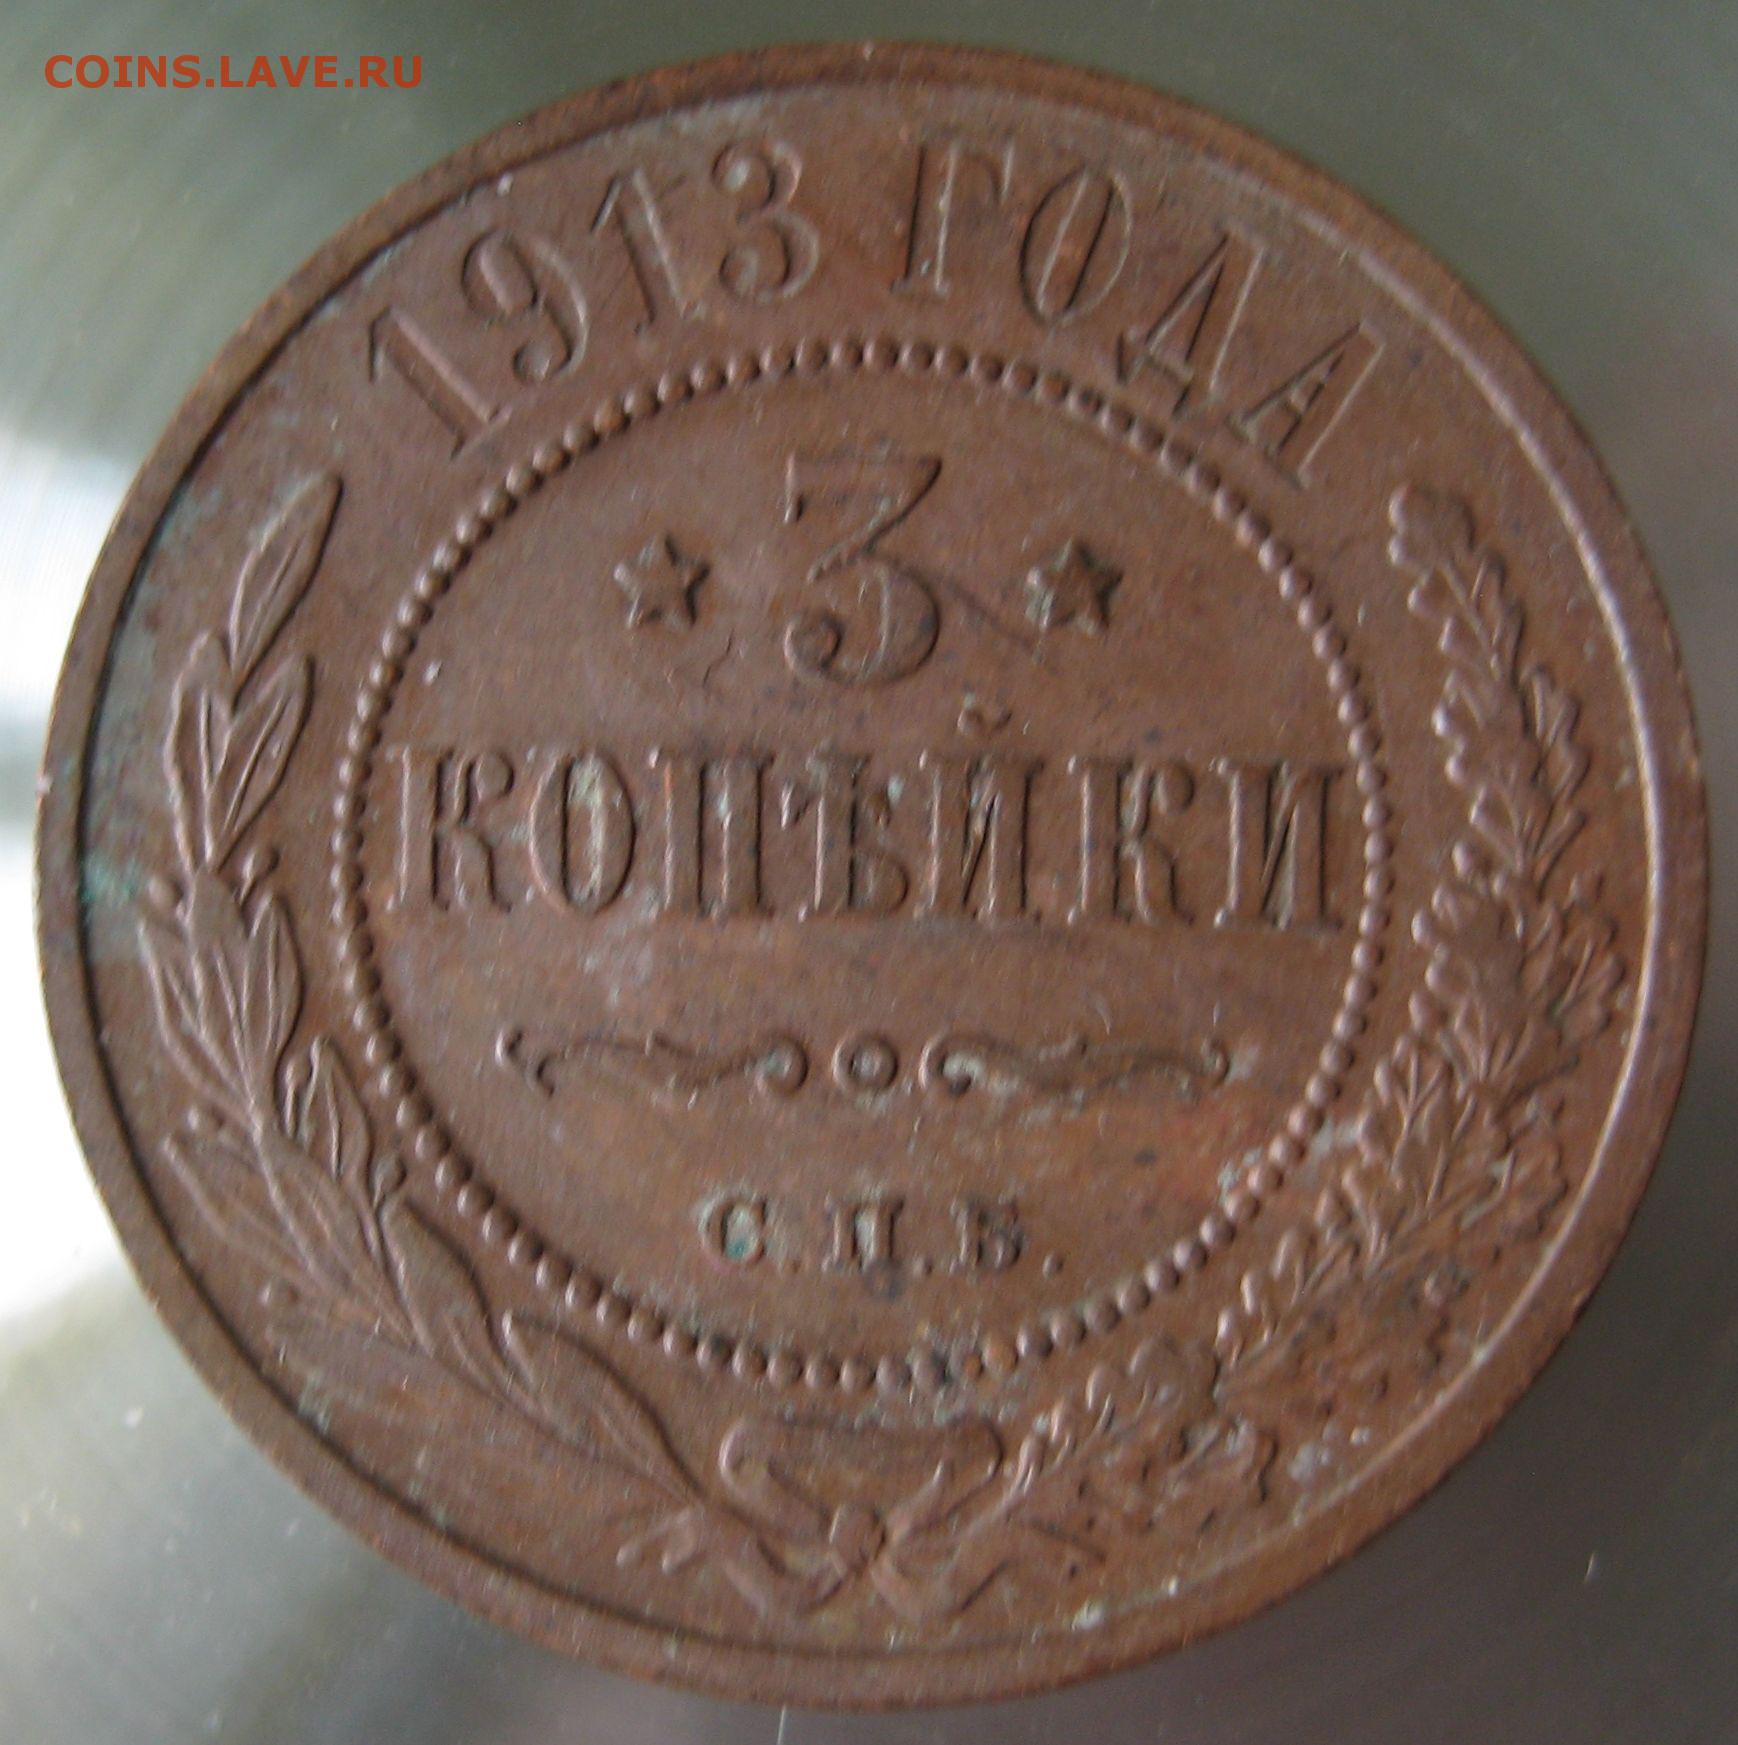 COINS.LAVE.RU
1913 ГОДА
3
КОПѢЙКИ
С.П.Б.